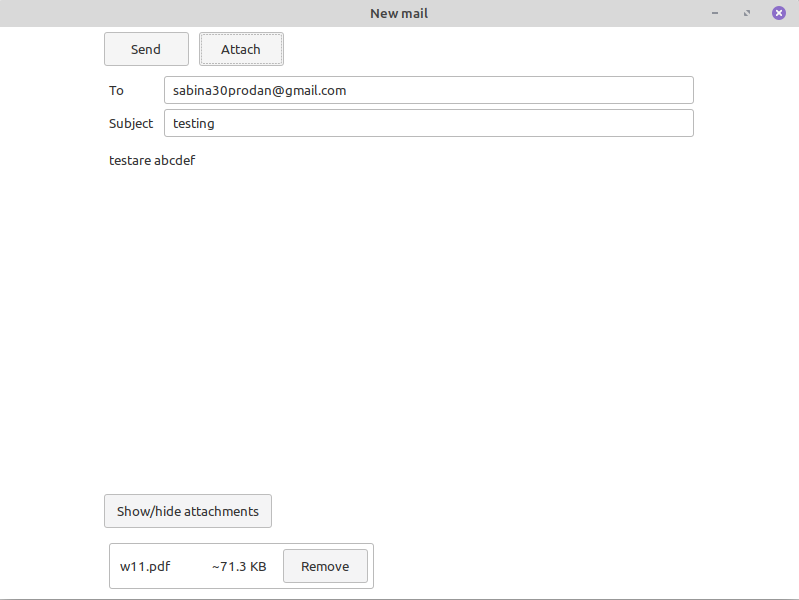 New mail
Send Attach
To sabina30prodan@gmail.com
Subject testing
testare abcdef
Show/hide attachments
w11.pdf ~71.3 KB Remove